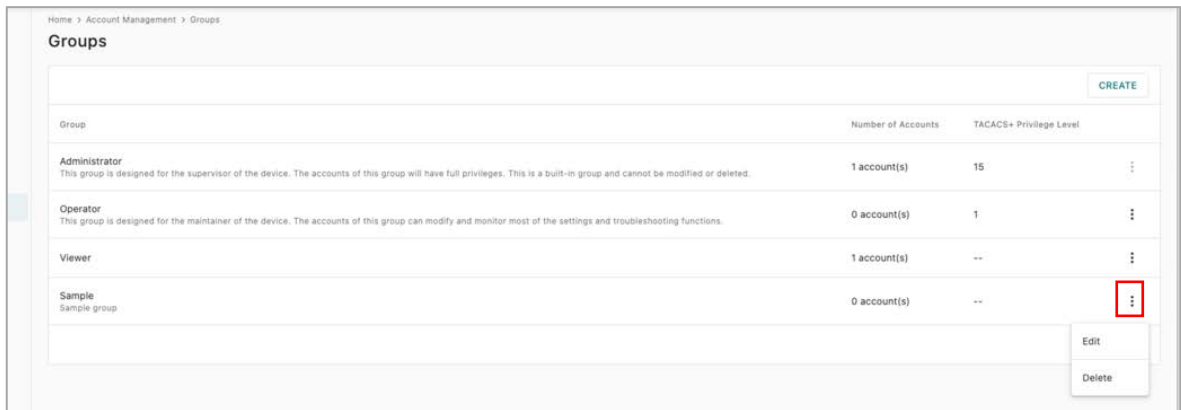 Home > Account Management > Groups
Groups
CREATE
Group Number of Accounts TACACS+ Privilege Level
Administrator
This group is designed for the supervisor of the device. The accounts of this group will have full privileges. This is a built-in group and cannot be modified or deleted.
1 account(s) 15
Operator
This group is designed for the maintainer of the device. The accounts of this group can modify and monitor most of the settings and troubleshooting functions.
0 account(s) 1
Viewer 1 account(s) --
Sample
Sample group
0 account(s) --
Edit
Delete